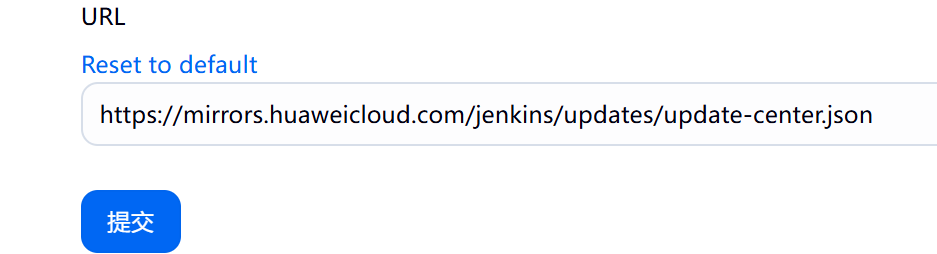 URL
Reset to default
https://mirrors.huaweicloud.com/jenkins/updates/update-center.json
提交